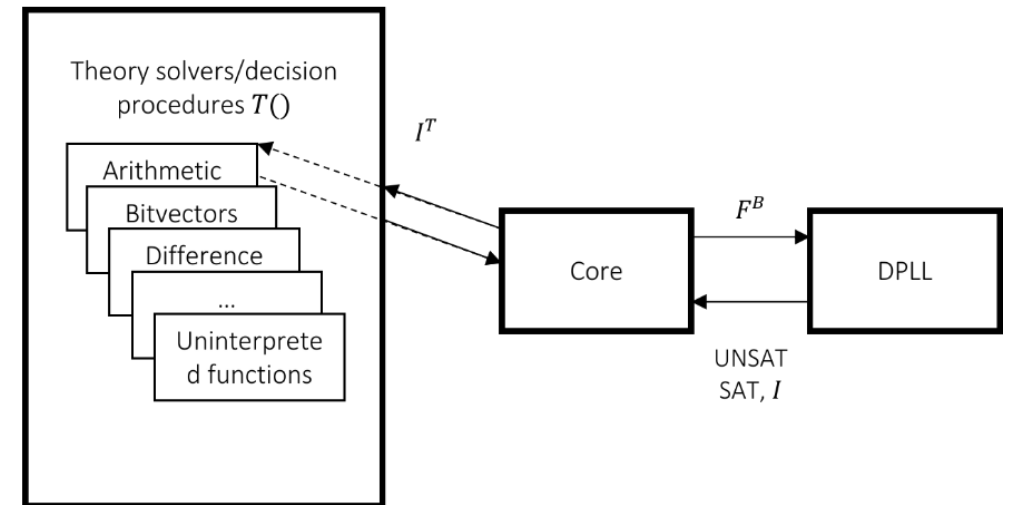 Theory solvers/decision
procedures T()
Arithmetic
Bitvectors
Difference
...
Uninterprete
d functions
I^T
Core
F^B
DPLL
UNSAT
SAT, I